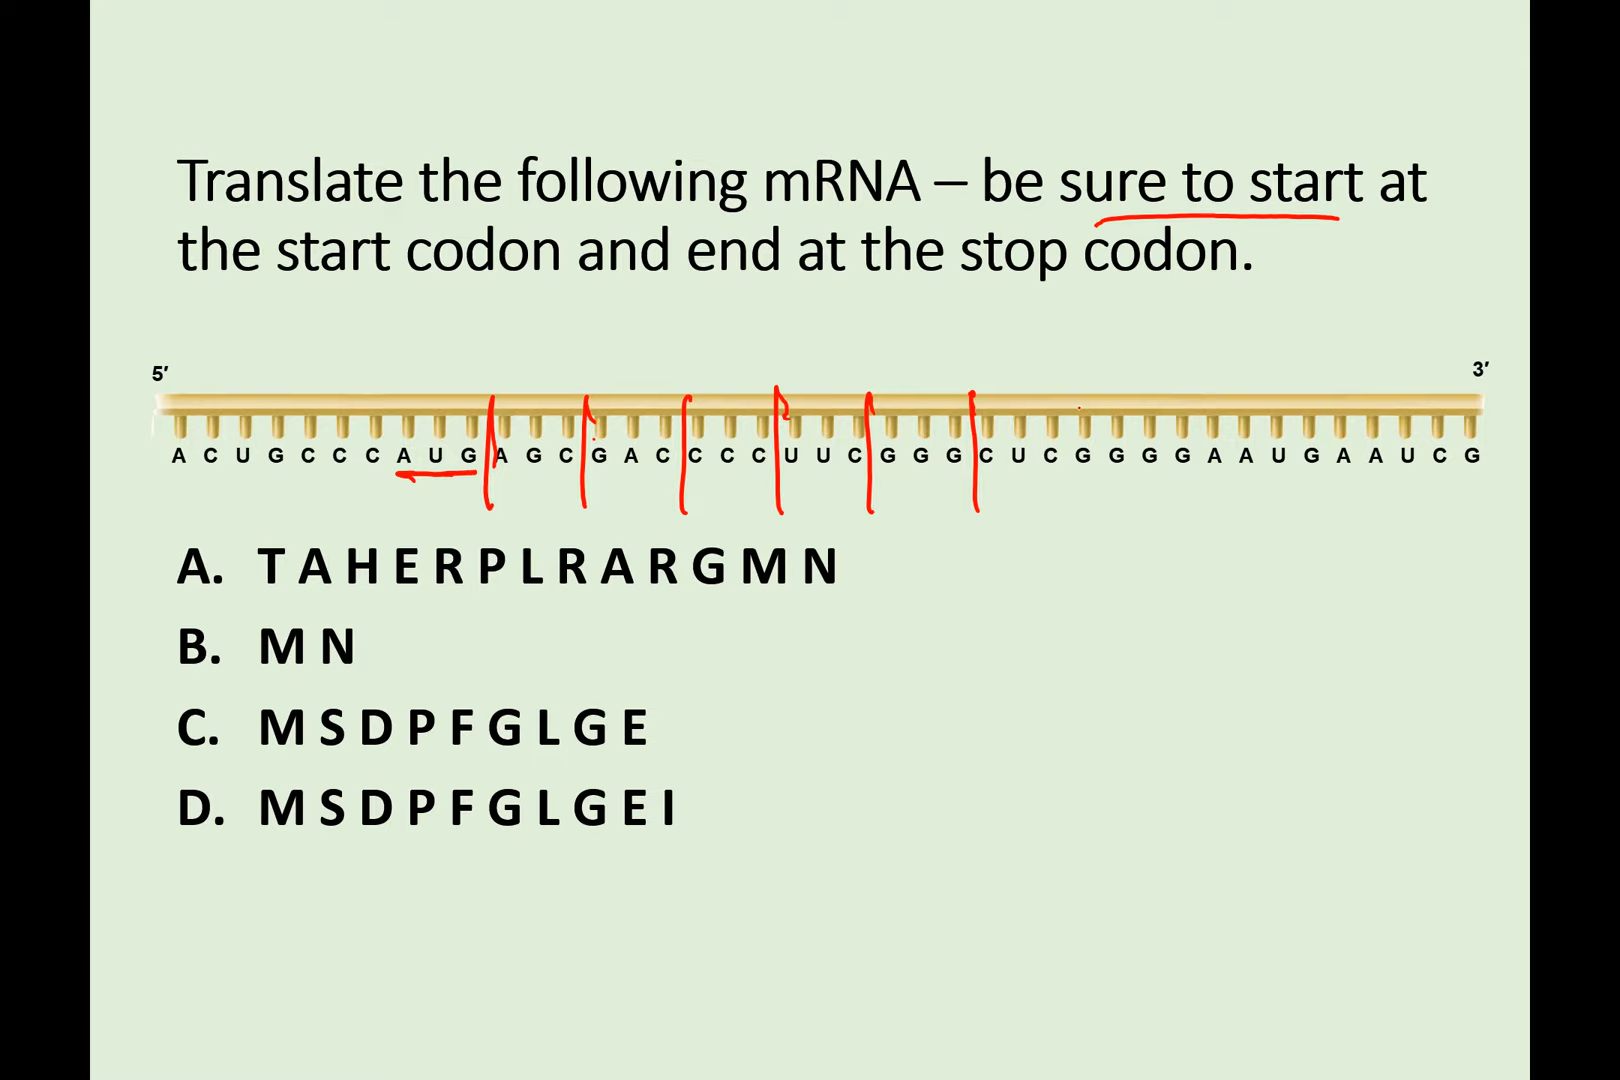 Translate the following mRNA – be sure to start at
the start codon and end at the stop codon.
5′ 3′
A C U G C C C A U G A G C G A C C C C U U C G G G C U C G G G G A A U G A A U C G
A. T A H E R P L R A R G M N
B. M N
C. M S D P F G L G E
D. M S D P F G L G E I